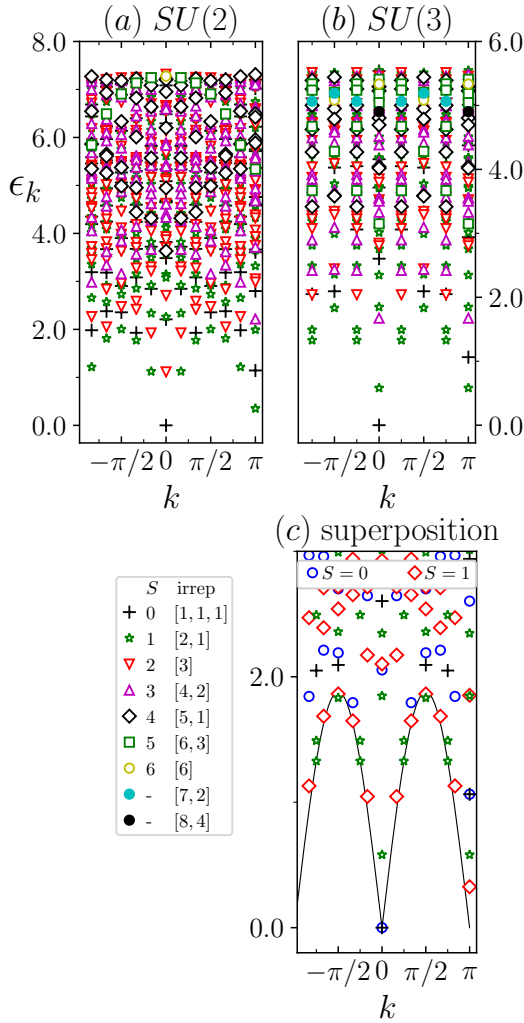 (a) SU(2)
(b) SU(3)
8.0
6.0
4.0
2.0
0.0
ϵk
6.0
4.0
2.0
0.0
−π/2 0 π/2 π
k
−π/2 0 π/2 π
k
(c) superposition
S irrep
0 [1, 1, 1]
1 [2, 1]
2 [3]
3 [4, 2]
4 [5, 1]
5 [6, 3]
6 [6]
- [7, 2]
- [8, 4]
S = 0 S = 1
2.0
0.0
−π/2 0 π/2 π
k